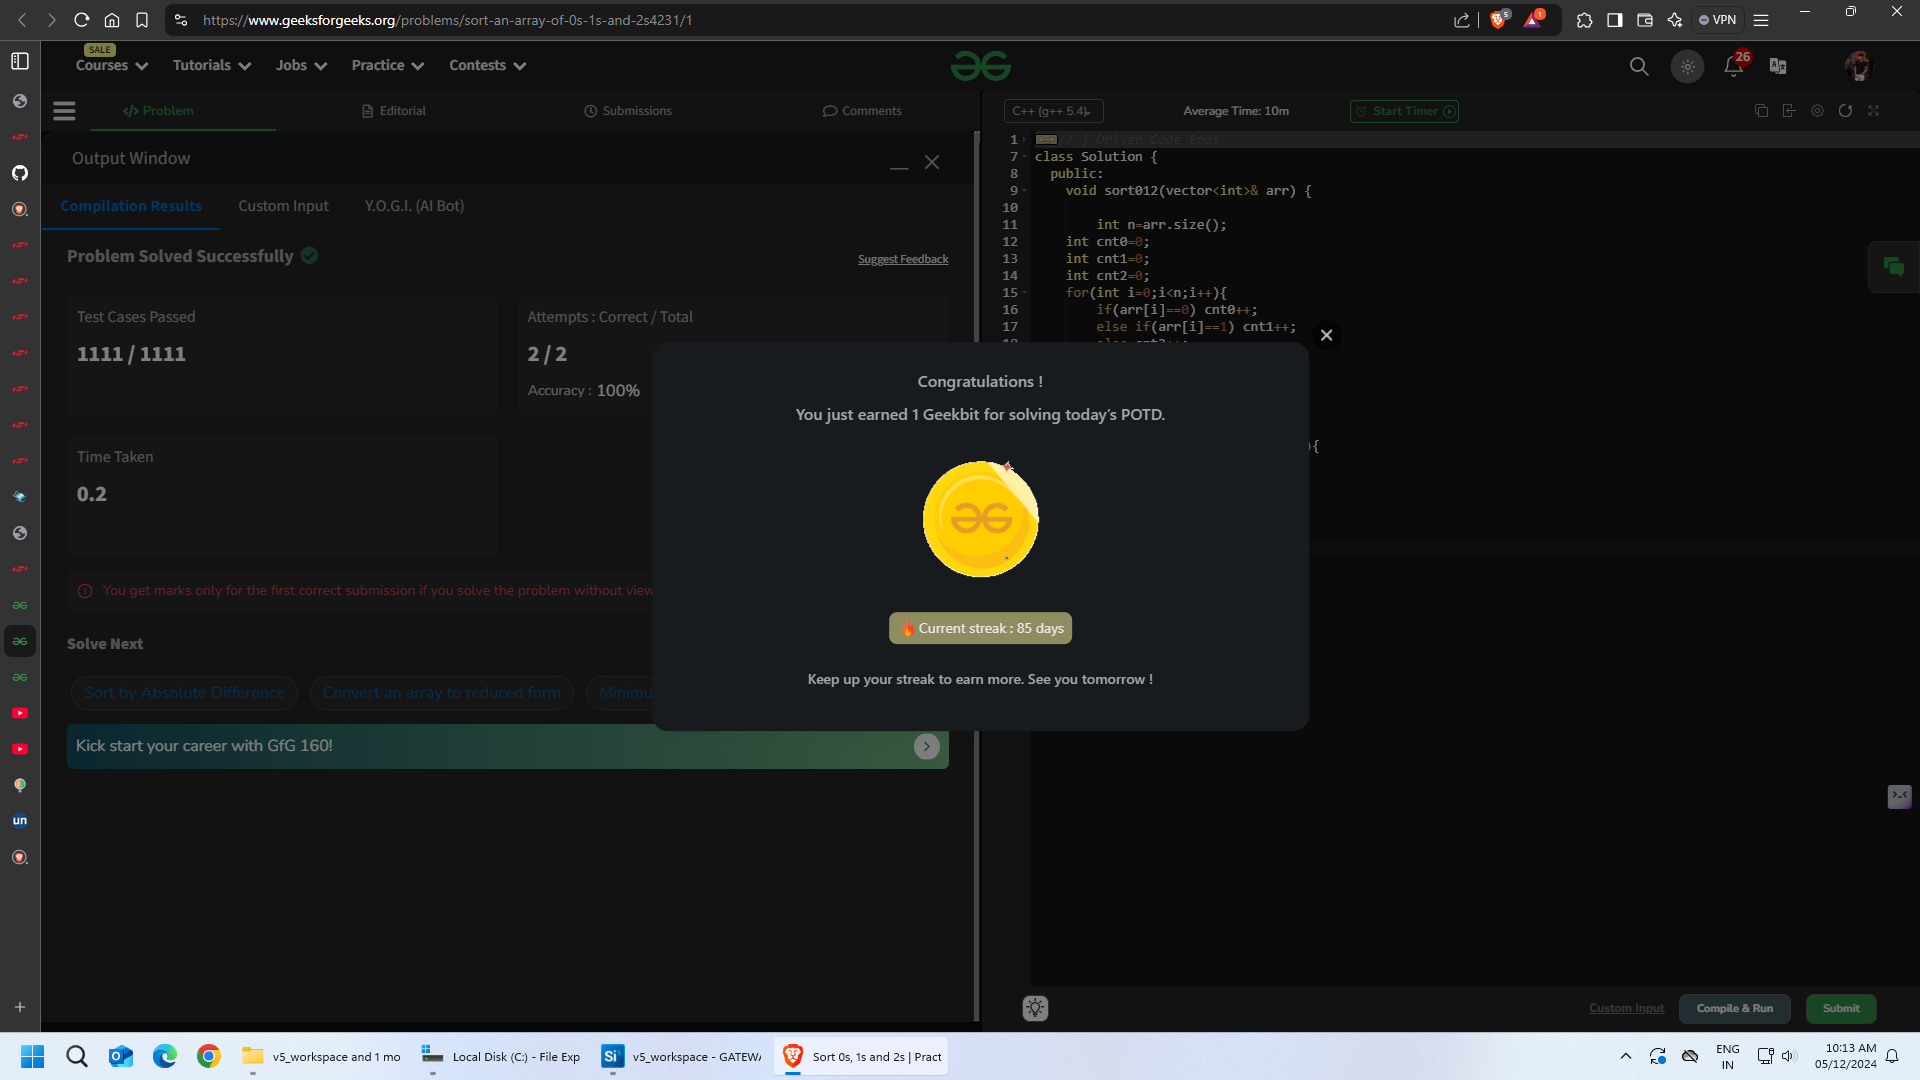 https://www.geeksforgeeks.org/problems/sort-an-array-of-0s-1s-and-2s4231/1
5
1
VPN
SALE
Courses
Tutorials
Jobs
Practice
Contests
26
Problem
Editorial
Submissions
Comments
C++ (g++ 5.4)
Average Time: 10m
Start Timer
Output Window
Compilation Results
Custom Input
Y.O.G.I. (AI Bot)
Problem Solved Successfully
Suggest Feedback
Test Cases Passed
1111 / 1111
Attempts : Correct / Total
2 / 2
Accuracy : 100%
Time Taken
0.2
You get marks only for the first correct submission if you solve the problem without view
Solve Next
Sort by Absolute Difference
Convert an array to reduced form
Minimu
Kick start your career with GfG 160!
1 // } Driver Code Ends
7 class Solution {
8 public:
9 void sort012(vector<int>& arr) {
10
11 int n=arr.size();
12 int cnt0=0;
13 int cnt1=0;
14 int cnt2=0;
15 for(int i=0;i<n;i++){
16 if(arr[i]==0) cnt0++;
17 else if(arr[i]==1) cnt1++;
){
Congratulations !
You just earned 1 Geekbit for solving today's POTD.
Current streak : 85 days
Keep up your streak to earn more. See you tomorrow !
Custom Input
Compile & Run
Submit
un
v5_workspace and 1 mo
Local Disk (C:) - File Exp
Si
v5_workspace - GATEWA
Sort 0s, 1s and 2s | Pract
ENG
IN
10:13 AM
05/12/2024